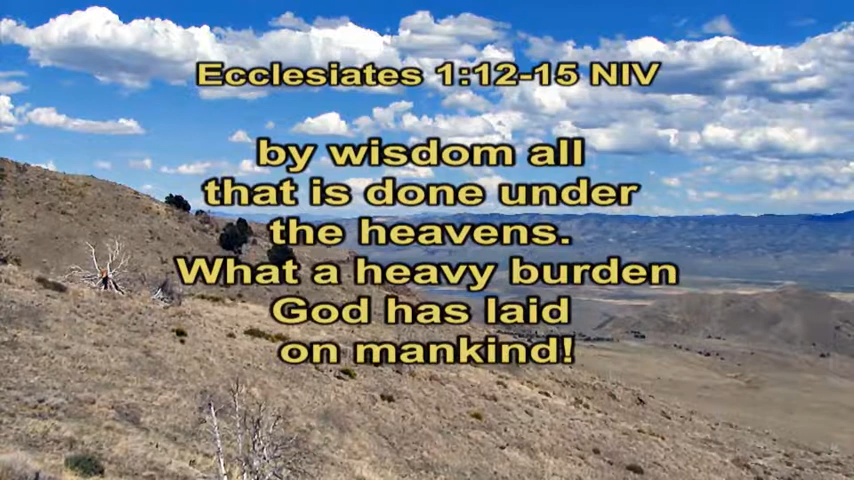 Ecclesiates 1:12-15 NIV
by wisdom all
that is done under
the heavens.
What a heavy burden
God has laid
on mankind!